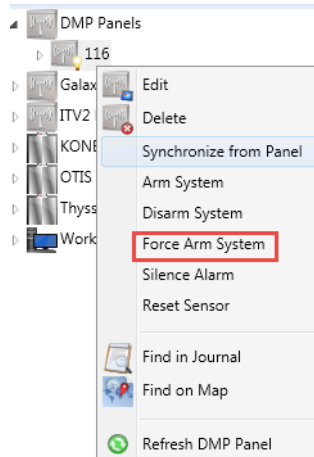 DMP Panels
116
Galax
ITV2
KONE
OTIS
Thyss
Work
Edit
Delete
Synchronize from Panel
Arm System
Disarm System
Force Arm System
Silence Alarm
Reset Sensor
Find in Journal
Find on Map
Refresh DMP Panel